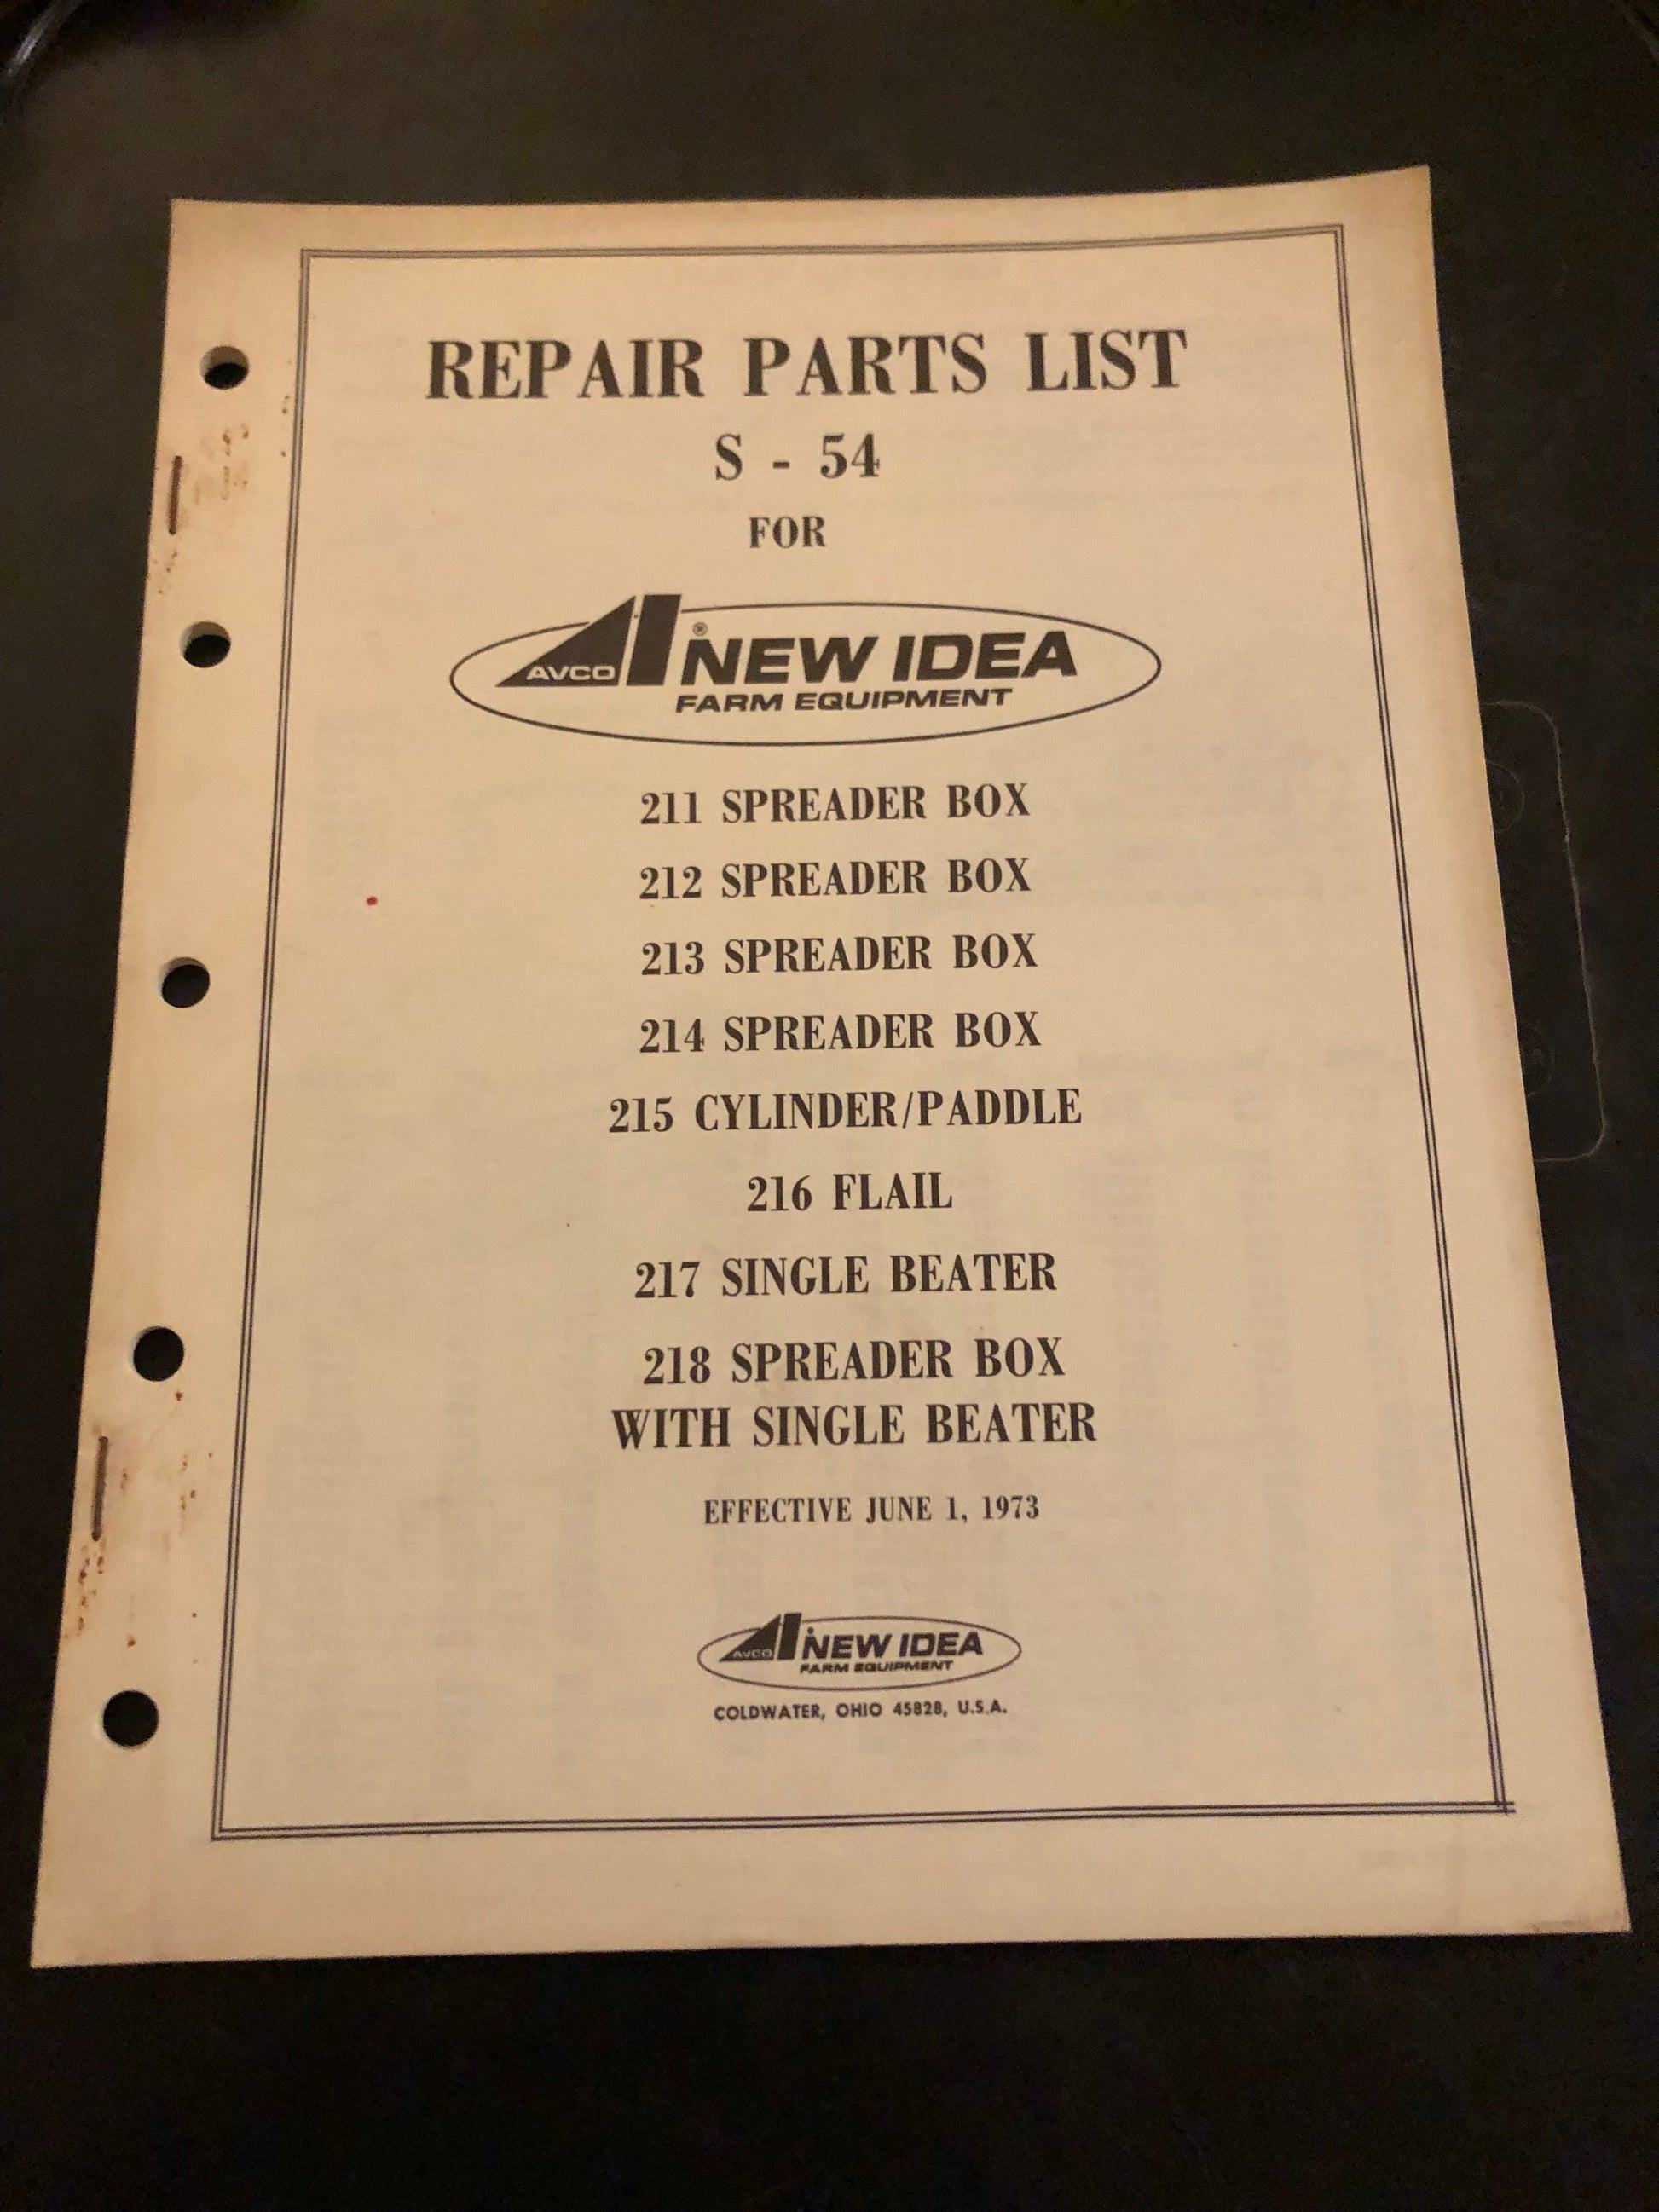 REPAIR PARTS LIST
S - 54
FOR
AVCO ® NEW IDEA
FARM EQUIPMENT
211 SPREADER BOX
212 SPREADER BOX
213 SPREADER BOX
214 SPREADER BOX
215 CYLINDER/PADDLE
216 FLAIL
217 SINGLE BEATER
218 SPREADER BOX
WITH SINGLE BEATER
EFFECTIVE JUNE 1, 1973
AVCO NEW IDEA
FARM EQUIPMENT
COLDWATER, OHIO 45828, U.S.A.